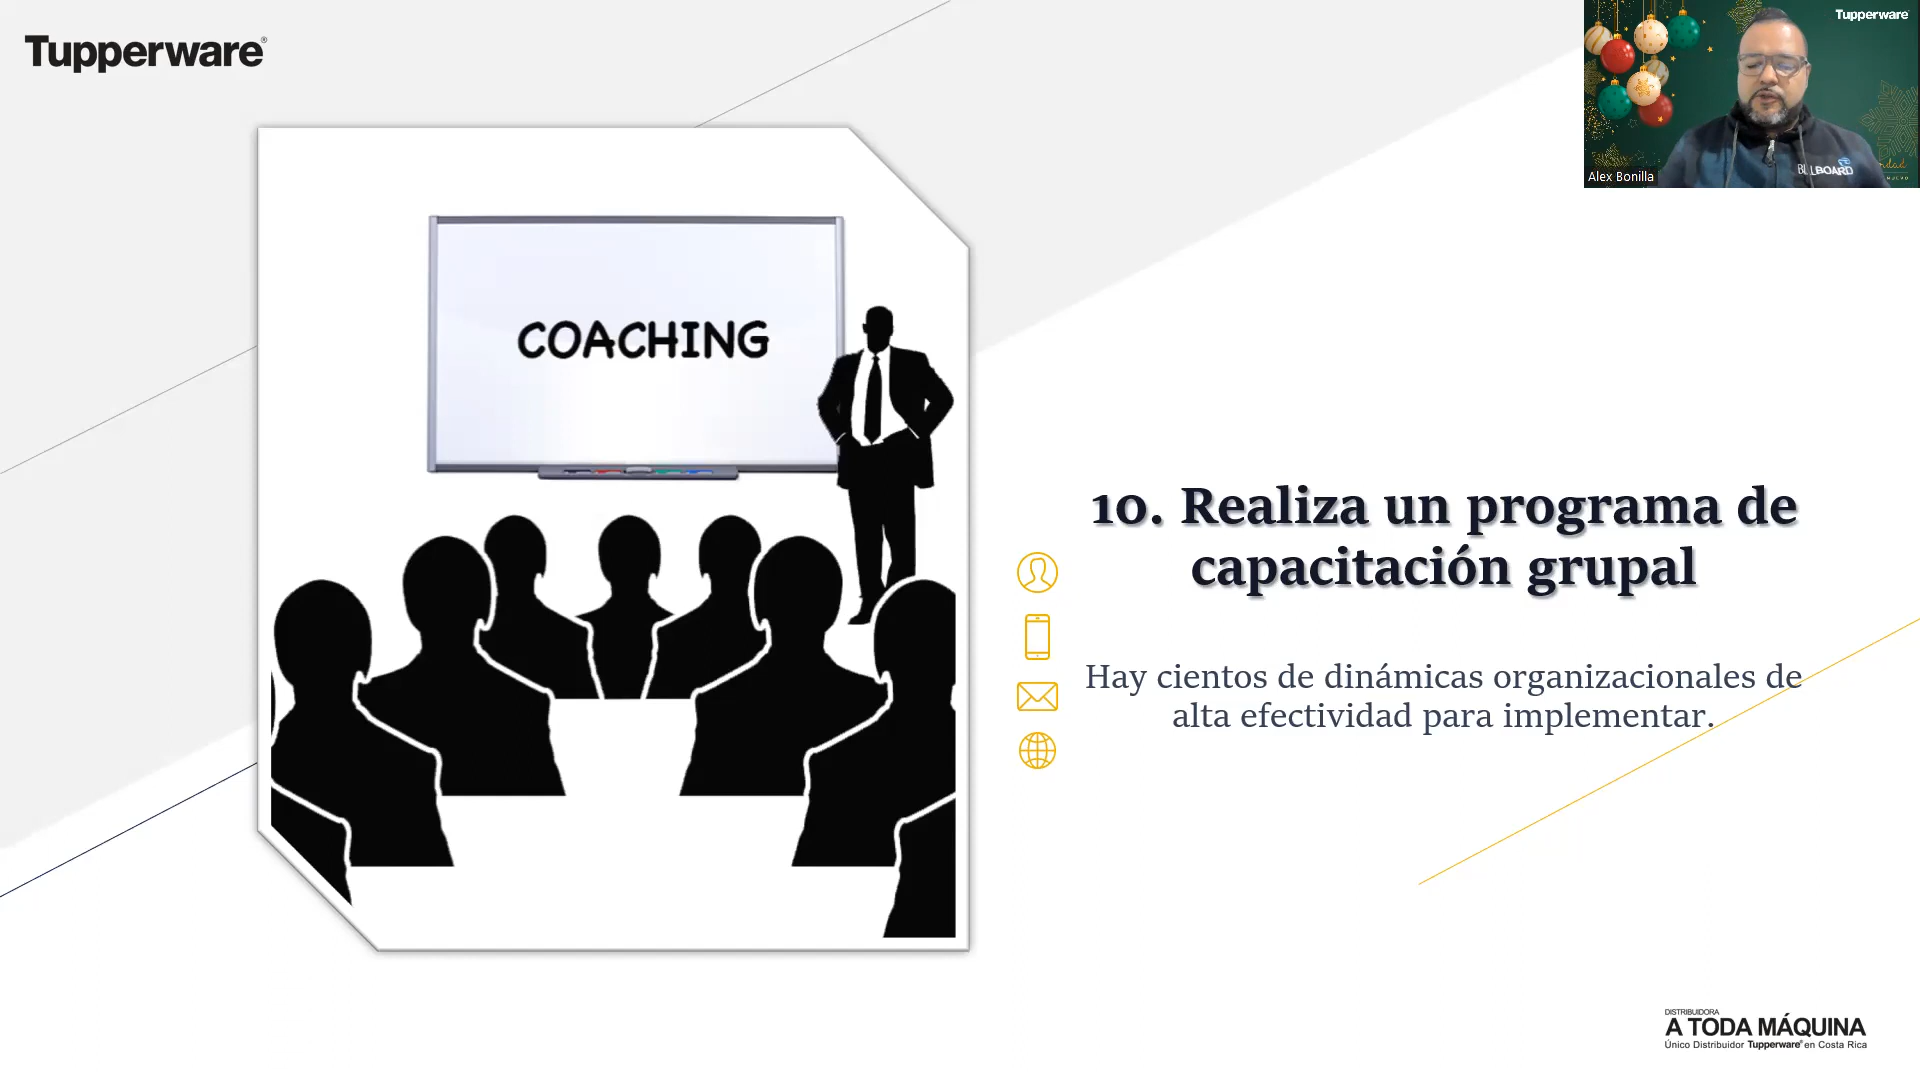 Tupperware®
Tupperware
BILLBOARD
Alex Bonilla
COACHING
10. Realiza un programa de
capacitación grupal
Hay cientos de dinámicas organizacionales de
alta efectividad para implementar.
DISTRIBUIDORA
A TODA MÁQUINA
Único Distribuidor Tupperware® en Costa Rica